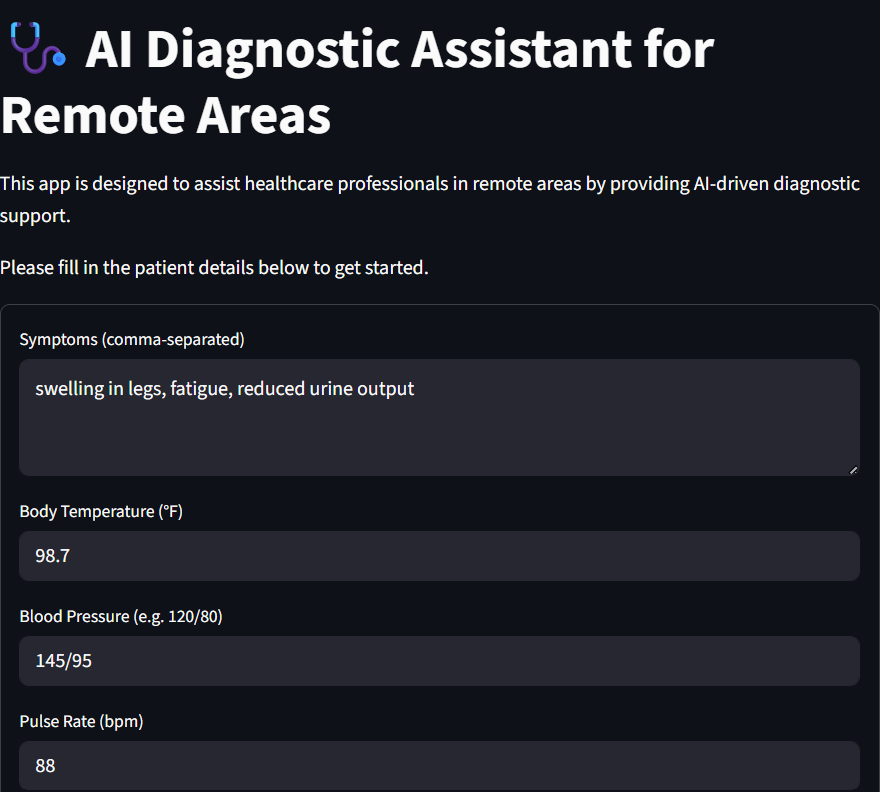 AI Diagnostic Assistant for
Remote Areas
This app is designed to assist healthcare professionals in remote areas by providing AI-driven diagnostic
support.
Please fill in the patient details below to get started.
Symptoms (comma-separated)
swelling in legs, fatigue, reduced urine output
Body Temperature (°F)
98.7
Blood Pressure (e.g. 120/80)
145/95
Pulse Rate (bpm)
88